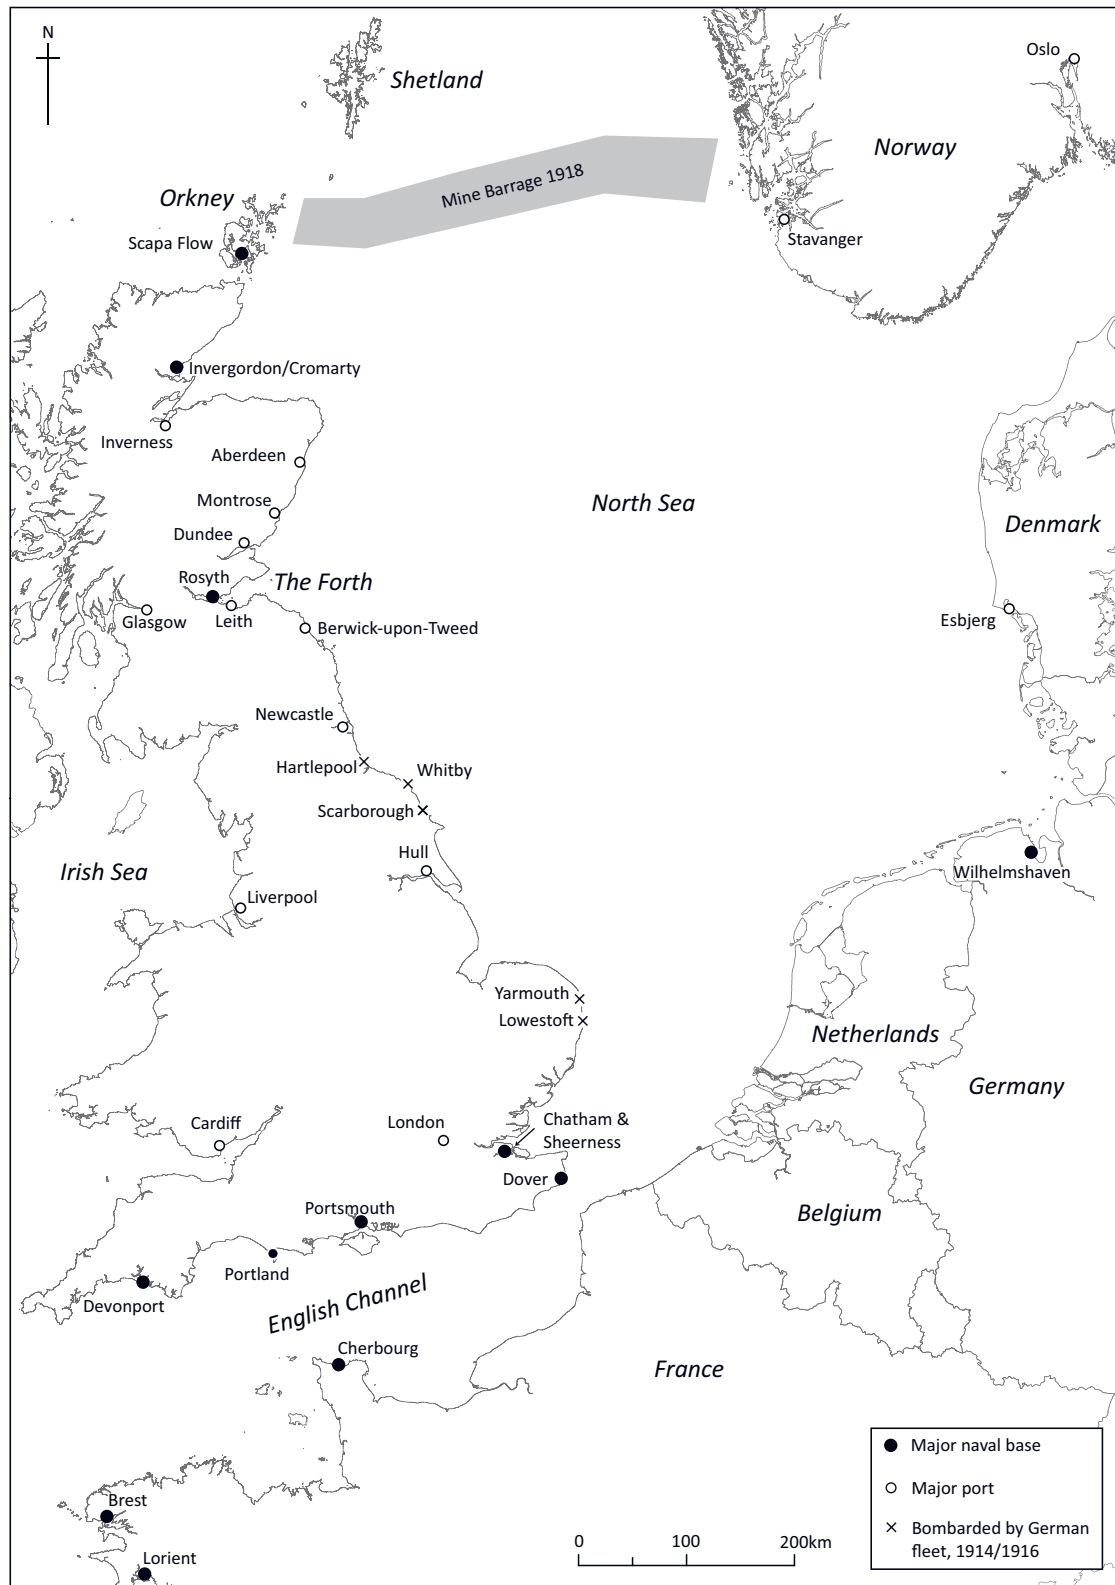 N
Oslo
Shetland
Norway
Mine Barrage 1918
Orkney
Scapa Flow
Stavanger
Invergordon/Cromarty
Inverness
Aberdeen
Montrose
North Sea
Denmark
Dundee
Rosyth
The Forth
Glasgow
Leith
Berwick-upon-Tweed
Esbjerg
Newcastle
Hartlepool
Whitby
Scarborough
Hull
Irish Sea
Wilhelmshaven
Liverpool
Yarmouth
Lowestoft
Netherlands
Germany
Cardiff
London
Chatham &
Sheerness
Dover
Portsmouth
Belgium
Portland
Devonport
English Channel
Cherbourg
France
Major naval base
Major port
Bombarded by German
fleet, 1914/1916
Brest
Lorient
0 100 200km